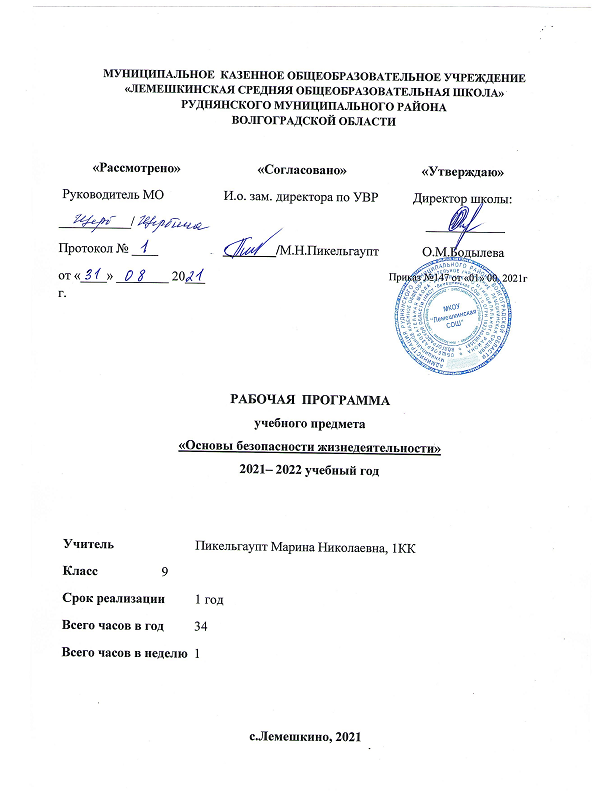 МУНИЦИПАЛЬНОЕ КАЗЕННОЕ ОБЩЕОБРАЗОВАТЕЛЬНОЕ УЧРЕЖДЕНИЕ
«ЛЕМЕШКИНСКАЯ СРЕДНЯЯ ОБЩЕОБРАЗОВАТЕЛЬНАЯ ШКОЛА»
РУДНЯНСКОГО МУНИЦИПАЛЬНОГО РАЙОНА
ВОЛГОГРАДСКОЙ ОБЛАСТИ
«Рассмотрено» «Согласовано» «Утверждаю»
Руководитель МО И.о. зам. директора по УВР Директор школы:
/ Щербина
Протокол № 1 /М.Н.Пикельгаупт О.М.Водылева
от «31» 08 2021 Приказ №147 от «01» 09. 2021г
г.
МКОУ
"Лемешкинская
СОШ"
РАБОЧАЯ ПРОГРАММА
учебного предмета
«Основы безопасности жизнедеятельности»
2021– 2022 учебный год
Учитель Пикельгаупт Марина Николаевна, 1КК
Класс 9
Срок реализации 1 год
Всего часов в год 34
Всего часов в неделю 1
с.Лемешкино, 2021